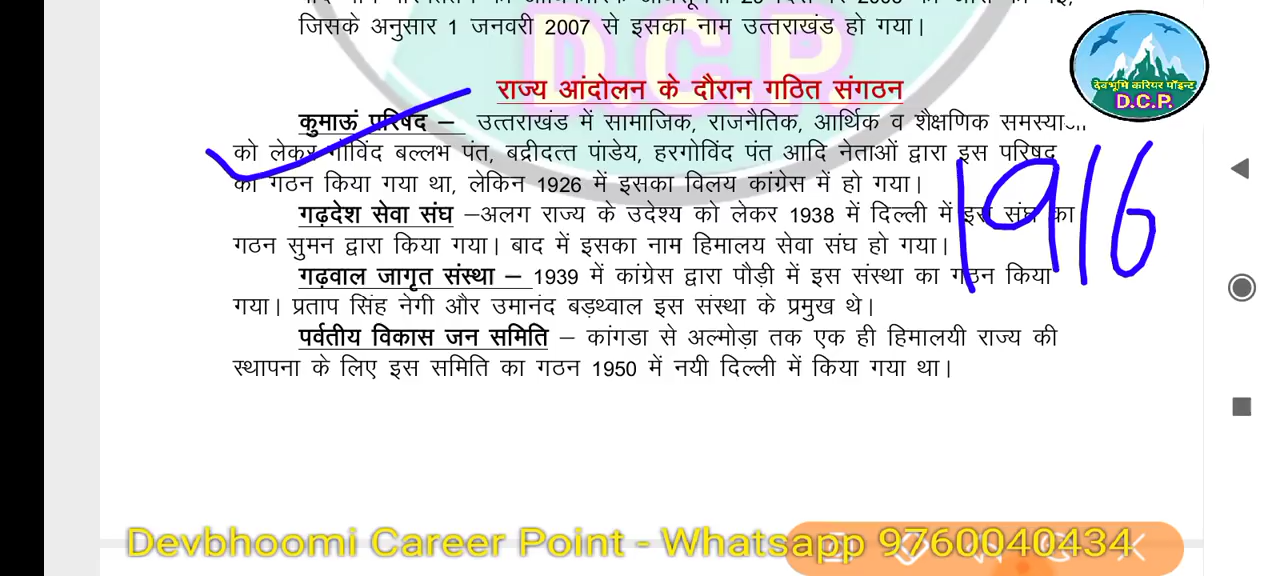 जिसके अनुसार 1 जनवरी 2007 से इसका नाम उत्तराखंड हो गया।
राज्य आंदोलन के दौरान गठित संगठन
देवभूमि करियर पॉइन्ट
D.C.P.
कुमाऊं परिषद – उत्तराखंड में सामाजिक, राजनैतिक, आर्थिक व शैक्षणिक समस्याओं
को लेकर गोविंद बल्लभ पंत, बद्रीदत्त पांडेय, हरगोविंद पंत आदि नेताओं द्वारा इस परिषद
का गठन किया गया था, लेकिन 1926 में इसका विलय कांग्रेस में हो गया।
1916
गढ़देश सेवा संघ –अलग राज्य के उदेश्य को लेकर 1938 में दिल्ली में इस संघ का
गठन सुमन द्वारा किया गया। बाद में इसका नाम हिमालय सेवा संघ हो गया।
गढ़वाल जागृत संस्था – 1939 में कांग्रेस द्वारा पौड़ी में इस संस्था का गठन किया
गया। प्रताप सिंह नेगी और उमानंद बड़थ्वाल इस संस्था के प्रमुख थे।
पर्वतीय विकास जन समिति – कांगडा से अल्मोड़ा तक एक ही हिमालयी राज्य की
स्थापना के लिए इस समिति का गठन 1950 में नयी दिल्ली में किया गया था।
D.C.P.
Devbhoomi Career Point - Whatsapp 9760040434